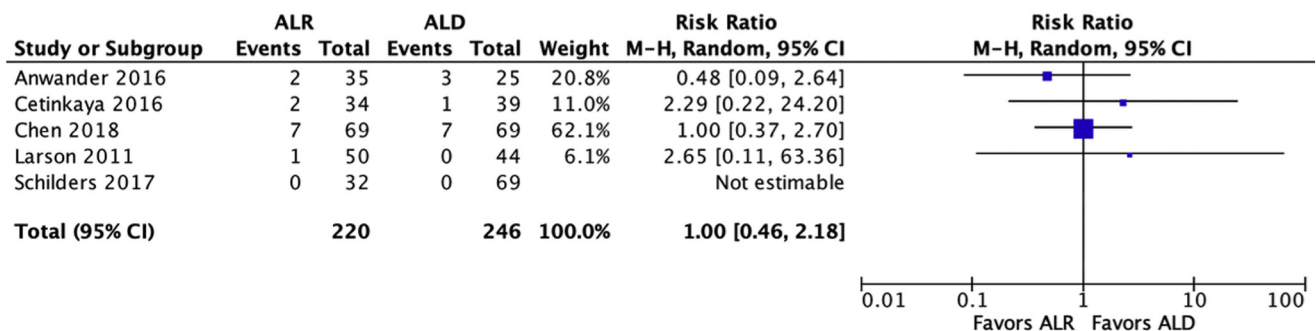 ALR ALD Risk Ratio Risk Ratio
Study or Subgroup Events Total Events Total Weight M-H, Random, 95% CI M-H, Random, 95% CI
Anwander 2016 2 35 3 25 20.8% 0.48 [0.09, 2.64]
Cetinkaya 2016 2 34 1 39 11.0% 2.29 [0.22, 24.20]
Chen 2018 7 69 7 69 62.1% 1.00 [0.37, 2.70]
Larson 2011 1 50 0 44 6.1% 2.65 [0.11, 63.36]
Schilders 2017 0 32 0 69 Not estimable
Total (95% CI) 220 246 100.0% 1.00 [0.46, 2.18]
0.01 0.1 1 10 100
Favors ALR Favors ALD